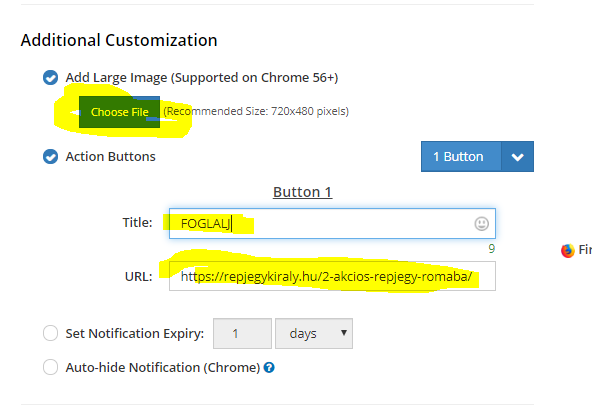 Additional Customization
Add Large Image (Supported on Chrome 56+)
Choose File (Recommended Size: 720x480 pixels)
Action Buttons 1 Button
Button 1
Title: FOGLALJ
9
Fir
URL: https://repjegykiraly.hu/2-akcios-repjegy-romaba/
Set Notification Expiry: 1 days
Auto-hide Notification (Chrome) ?